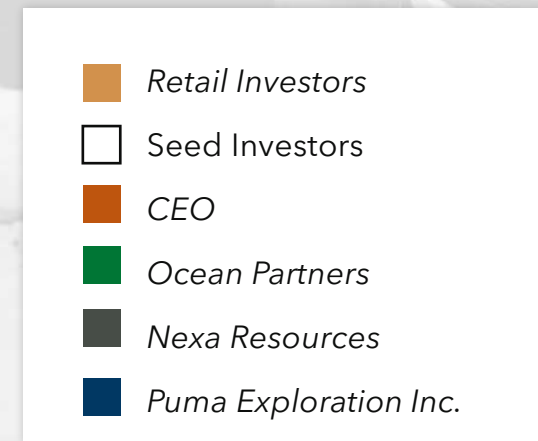 Retail Investors
Seed Investors
CEO
Ocean Partners
Nexa Resources
Puma Exploration Inc.